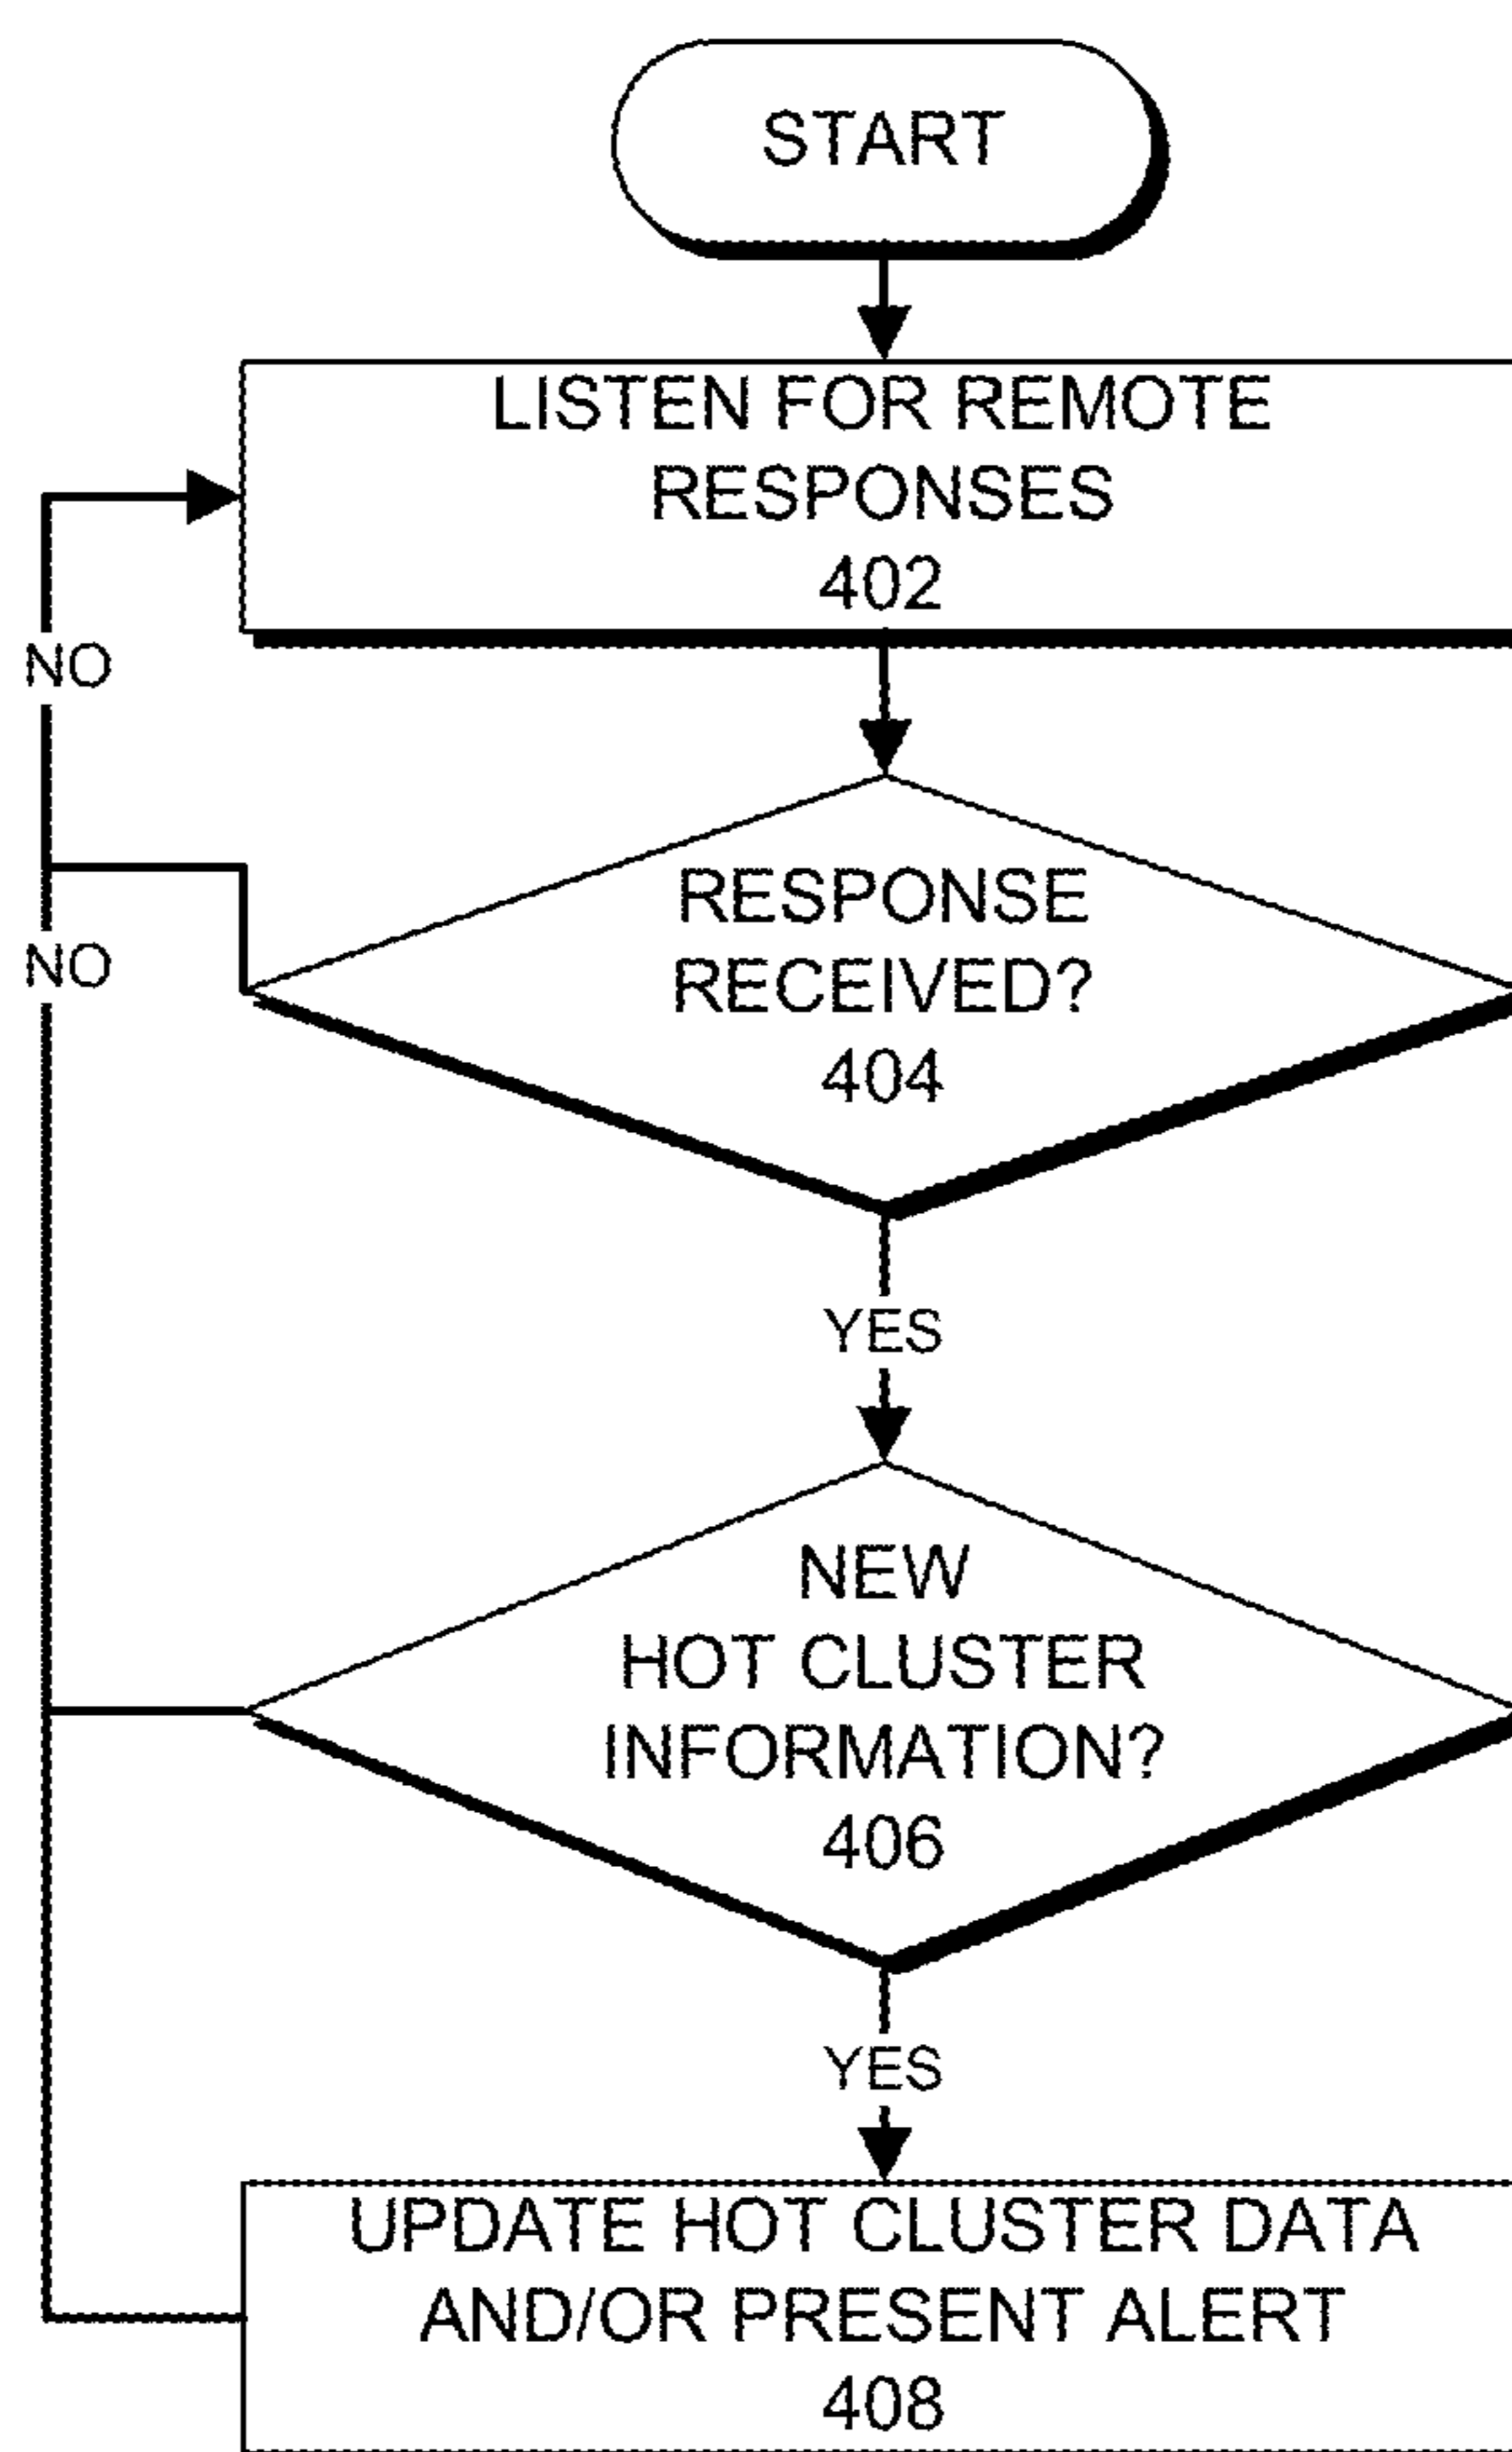 START
LISTEN FOR REMOTE
RESPONSES
402
NO
RESPONSE
RECEIVED?
404
NO
YES
NEW
HOT CLUSTER
INFORMATION?
406
YES
UPDATE HOT CLUSTER DATA
AND/OR PRESENT ALERT
408